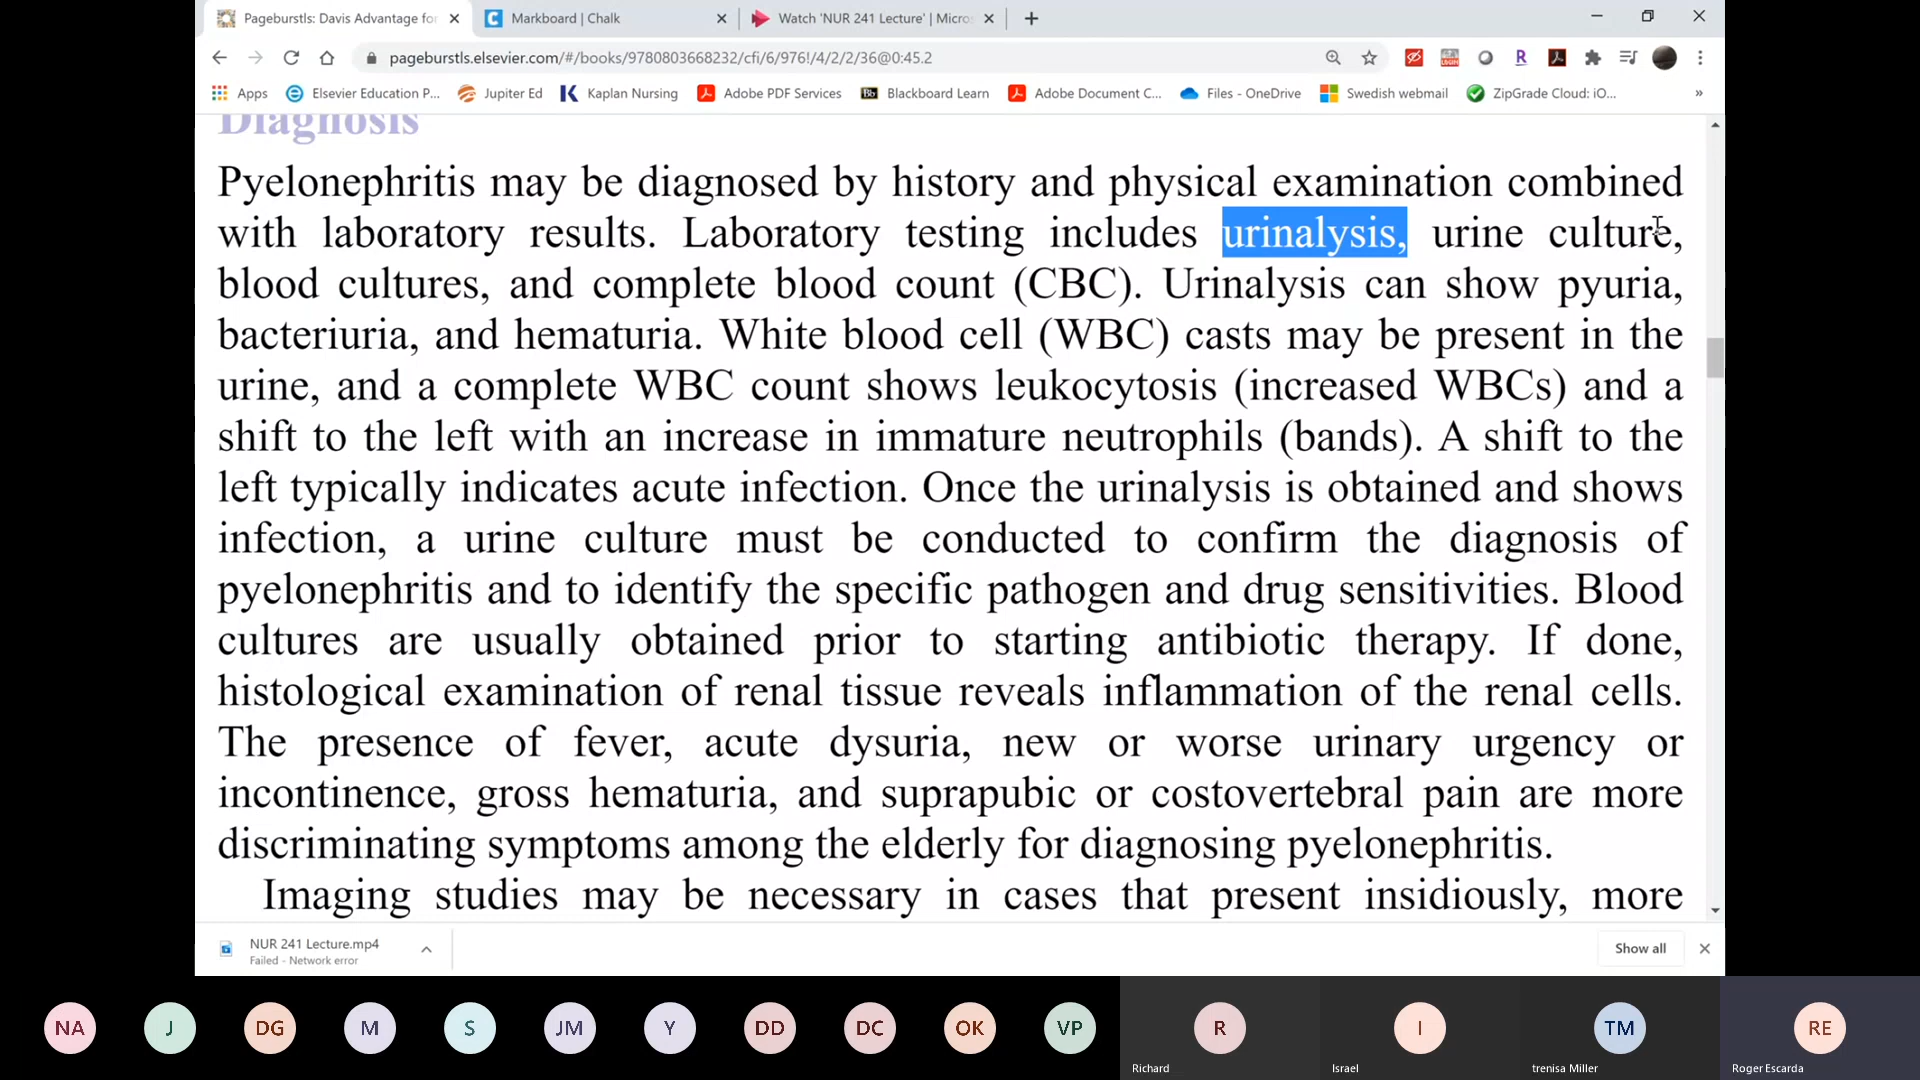 Pageburstls: Davis Advantage for
Markboard | Chalk
Watch 'NUR 241 Lecture' | Micro
pageburstls.elsevier.com/#/books/9780803668232/cfi/6/976!/4/2/2/36@0:45.2
Apps
Elsevier Education P...
Jupiter Ed
Kaplan Nursing
Adobe PDF Services
Bb
Blackboard Learn
Adobe Document C...
Files - OneDrive
Swedish webmail
ZipGrade Cloud: iO...
»
Diagnosis
Pyelonephritis may be diagnosed by history and physical examination combined
with laboratory results. Laboratory testing includes urinalysis, urine culture,
blood cultures, and complete blood count (CBC). Urinalysis can show pyuria,
bacteriuria, and hematuria. White blood cell (WBC) casts may be present in the
urine, and a complete WBC count shows leukocytosis (increased WBCs) and a
shift to the left with an increase in immature neutrophils (bands). A shift to the
left typically indicates acute infection. Once the urinalysis is obtained and shows
infection, a urine culture must be conducted to confirm the diagnosis of
pyelonephritis and to identify the specific pathogen and drug sensitivities. Blood
cultures are usually obtained prior to starting antibiotic therapy. If done,
histological examination of renal tissue reveals inflammation of the renal cells.
The presence of fever, acute dysuria, new or worse urinary urgency or
incontinence, gross hematuria, and suprapubic or costovertebral pain are more
discriminating symptoms among the elderly for diagnosing pyelonephritis.
Imaging studies may be necessary in cases that present insidiously, more
NUR 241 Lecture.mp4
Failed - Network error
Show all
NA
J
DG
M
S
JM
Y
DD
DC
OK
VP
R
I
TM
RE
Richard
Israel
trenisa Miller
Roger Escarda